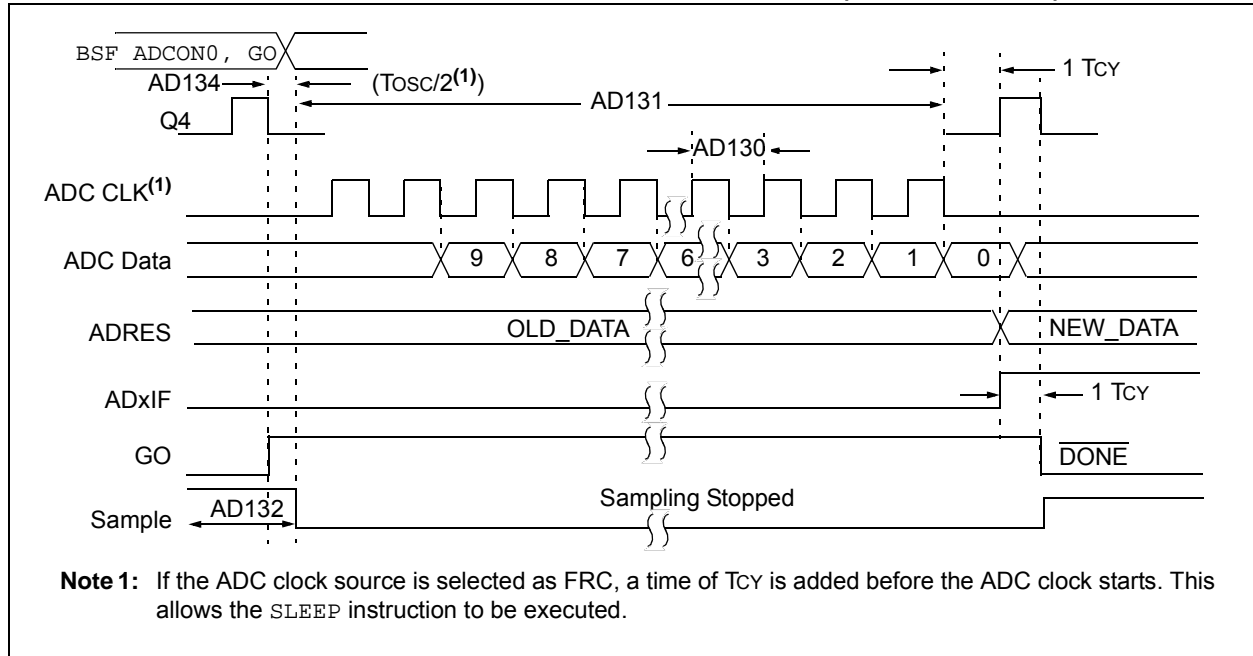 BSF ADCON0, GO
AD134
(TOSC/2(1))
1 TCY
AD131
Q4
AD130
ADC CLK(1)
ADC Data
9 8 7 6 3 2 1 0
ADRES
OLD_DATA
NEW_DATA
ADxIF
1 TCY
GO
DONE
Sample
AD132
Sampling Stopped
Note 1: If the ADC clock source is selected as FRC, a time of TCY is added before the ADC clock starts. This
allows the SLEEP instruction to be executed.